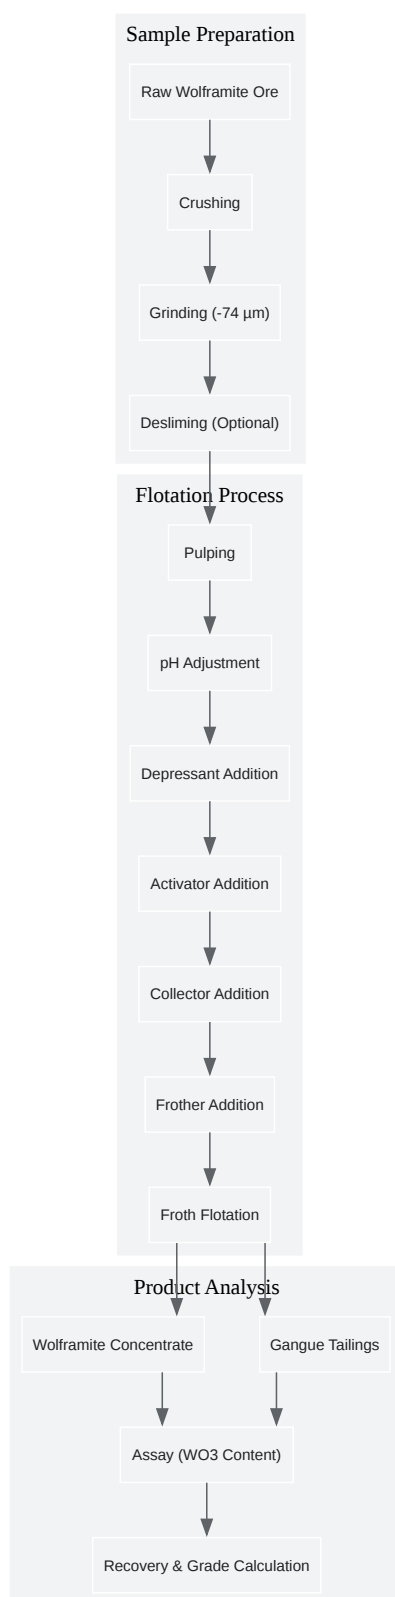 Sample Preparation
Raw Wolframite Ore
Crushing
Grinding (-74 µm)
Desliming (Optional)
Flotation Process
Pulping
pH Adjustment
Depressant Addition
Activator Addition
Collector Addition
Frother Addition
Froth Flotation
Product Analysis
Wolframite Concentrate
Gangue Tailings
Assay (WO3 Content)
Recovery & Grade Calculation